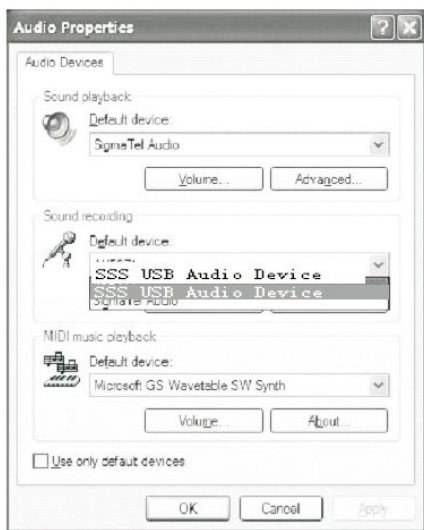 Audio Properties
Audio Devices
Sound playback
Default device:
SigmaTel Audio
Volume...
Advanced...
Sound recording
Default device:
SSS USB Audio Device
SSS USB Audio Device
SigmaTel Audio
MIDI music playback
Default device:
Microsoft GS Wavetable SW Synth
Volume...
About...
Use only default devices
OK
Cancel
Apply